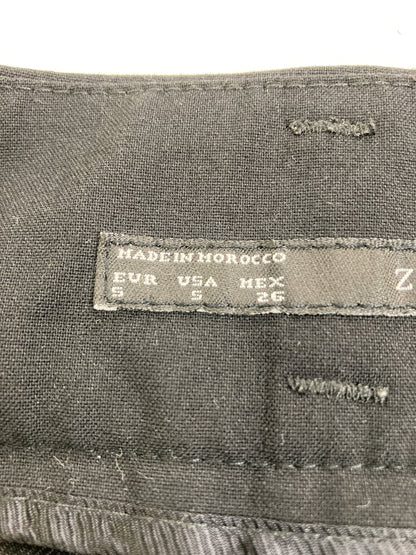 MADE IN MOROCCO
EUR USA MEX
S S 26
Z